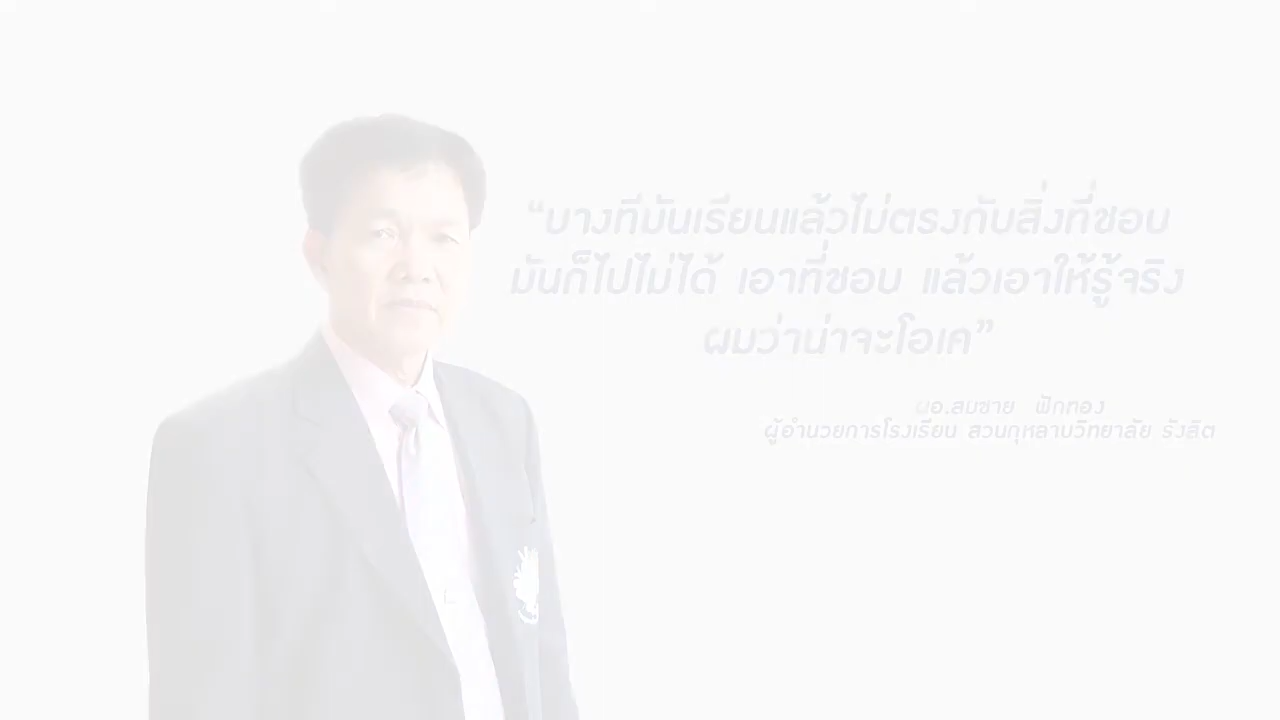 “บางทีมันเรียนแล้วไม่ตรงกับสิ่งที่ชอบ
มันก็ไปไม่ได้ เอาที่ชอบ แล้วเอาให้รู้จริง
ผมว่าน่าจะโอเค”
ผอ.สมชาย ฟักทอง
ผู้อำนวยการโรงเรียน สวนกุหลาบวิทยาลัย รังสิต